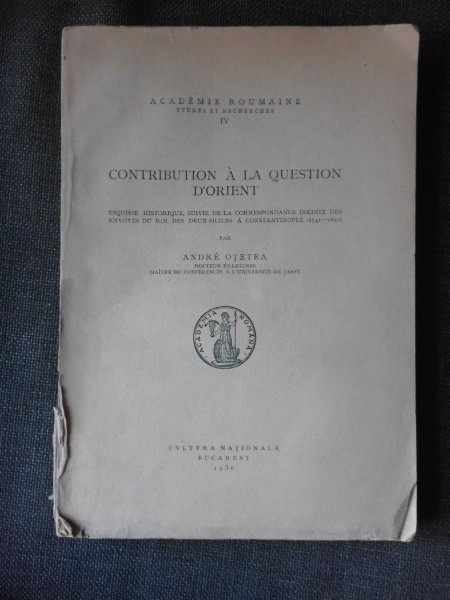 ACADÉMIE ROUMAINE
ÉTUDES ET RECHERCHES
IV
CONTRIBUTION À LA QUESTION
D'ORIENT
ESQUISSE HISTORIQUE, SUIVIE DE LA CORRESPONDANCE INÉDITE DES
ENVOYÉS DU ROI DES DEUX-SICILES À CONSTANTINOPLE
PAR
ANDRÉ OȚETEA
DOCTEUR ÈS-LETTRES
MAÎTRE DE CONFÉRENCES À L'UNIVERSITÉ DE JASSY
ACADEMIA ROMÂNĂ
CVLTVRA NAȚIONALĂ
BUCAREST
1930